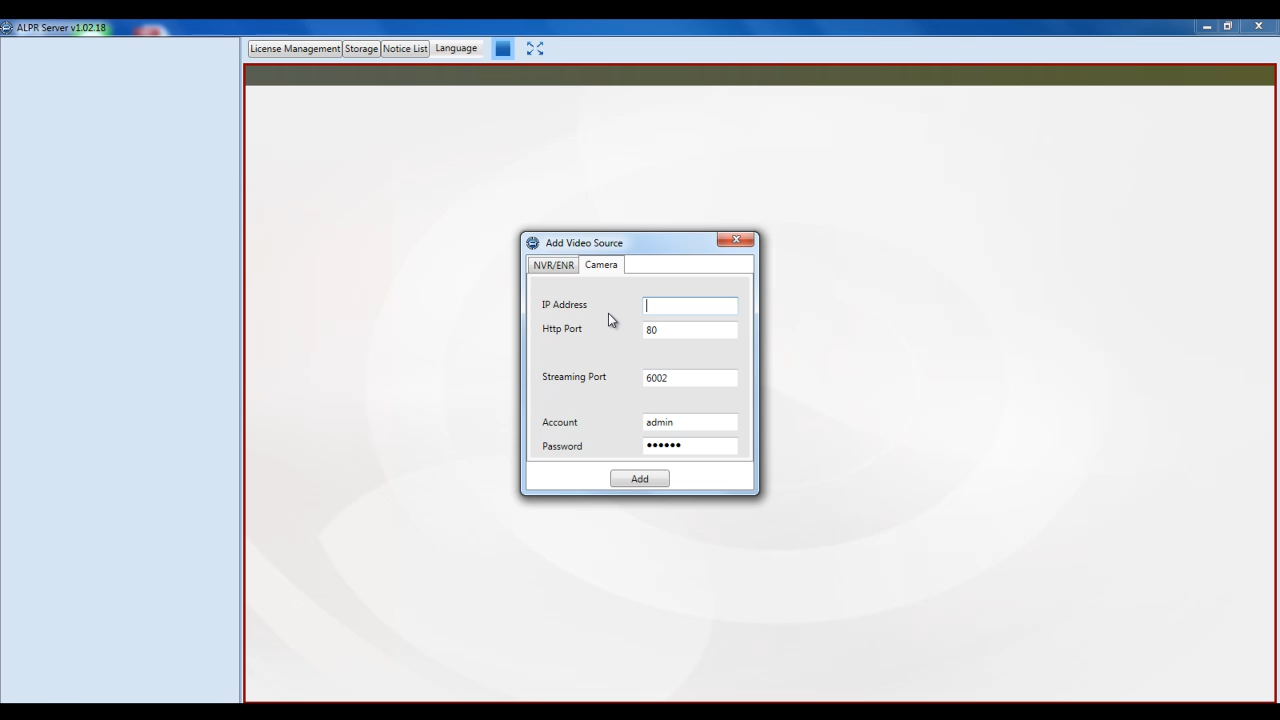 ALPR Server v1.02.18
License Management Storage Notice List Language
Add Video Source
NVR/ENR Camera
IP Address
Http Port 80
Streaming Port 6002
Account admin
Password ••••••
Add